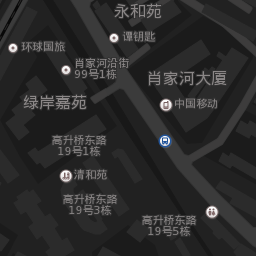 永和苑
谭钥匙
环球国旅
肖家河沿街
99号1栋
肖家河大厦
绿岸嘉苑
中国移动
高升桥东路
19号1栋
清和苑
高升桥东路
19号3栋
高升桥东路
19号5栋